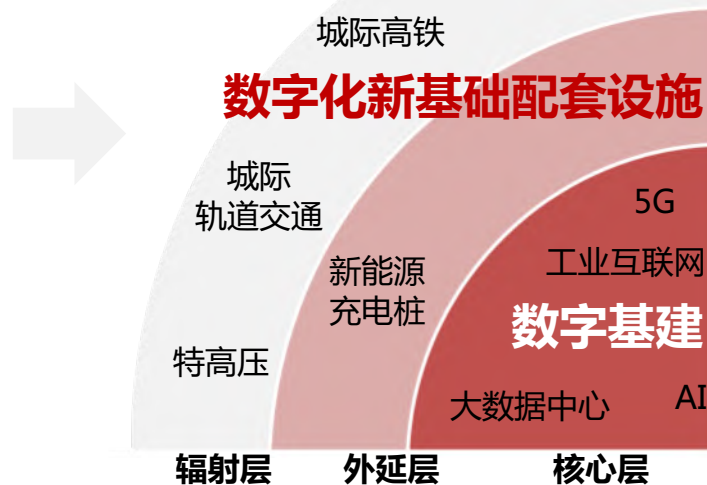 城际高铁
数字化新基础配套设施
城际
轨道交通
5G
工业互联网
新能源
充电桩
数字基建
特高压
大数据中心
AI
辐射层
外延层
核心层